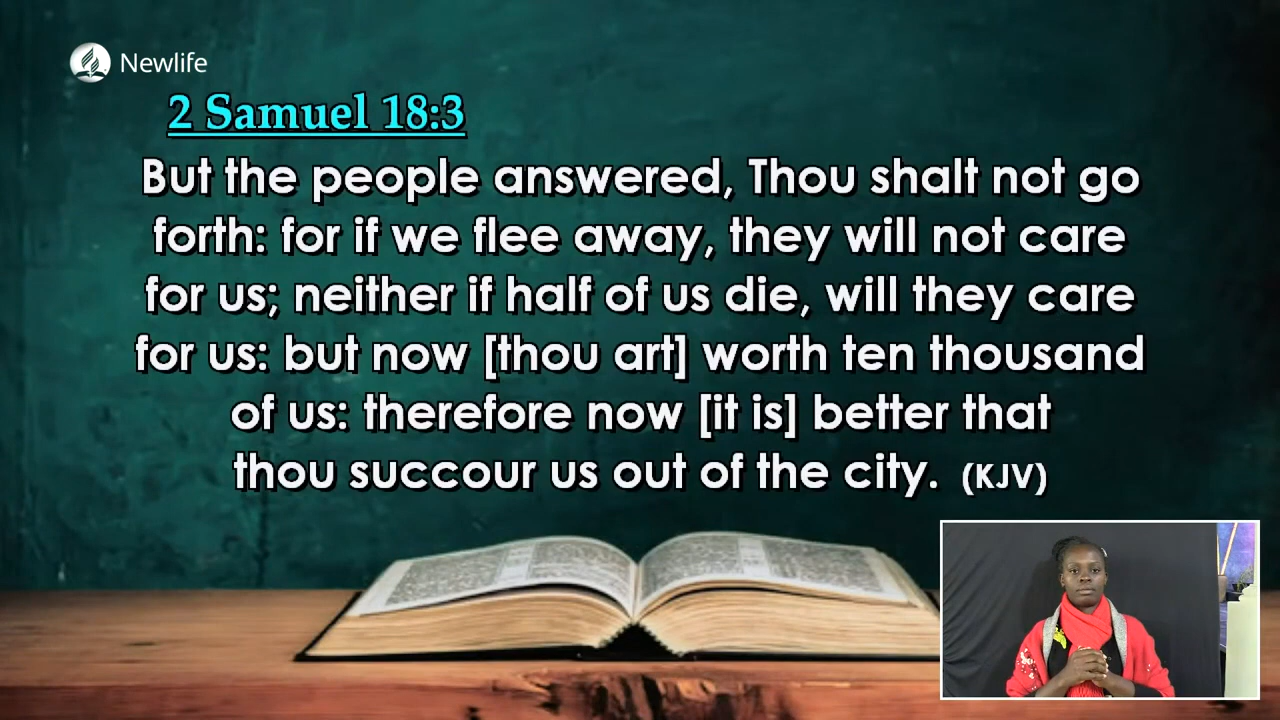 Newlife
2 Samuel 18:3
But the people answered, Thou shalt not go
forth: for if we flee away, they will not care
for us; neither if half of us die, will they care
for us: but now [thou art] worth ten thousand
of us: therefore now [it is] better that
thou succour us out of the city. (KJV)